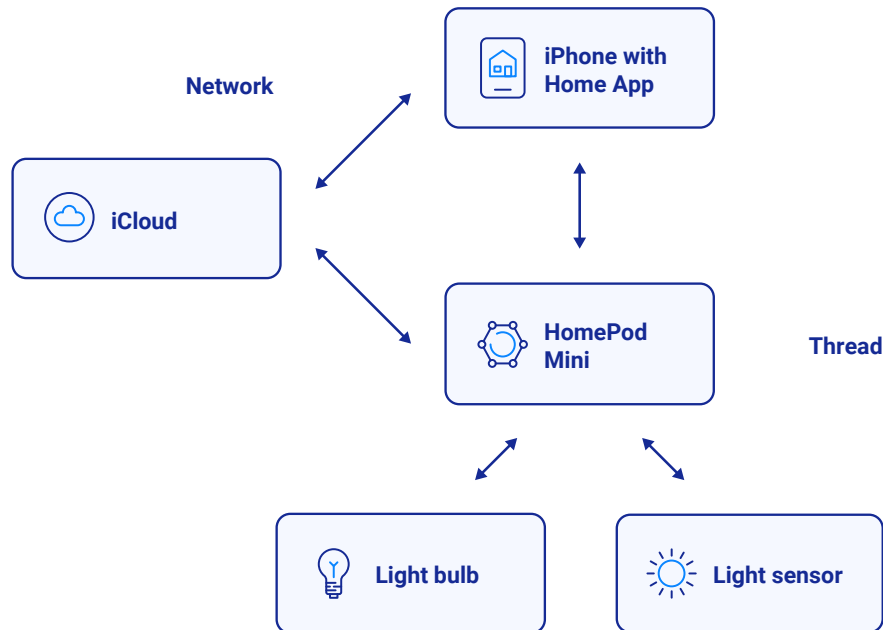 iPhone with
Home App
Network
iCloud
HomePod
Mini
Thread
Light bulb
Light sensor